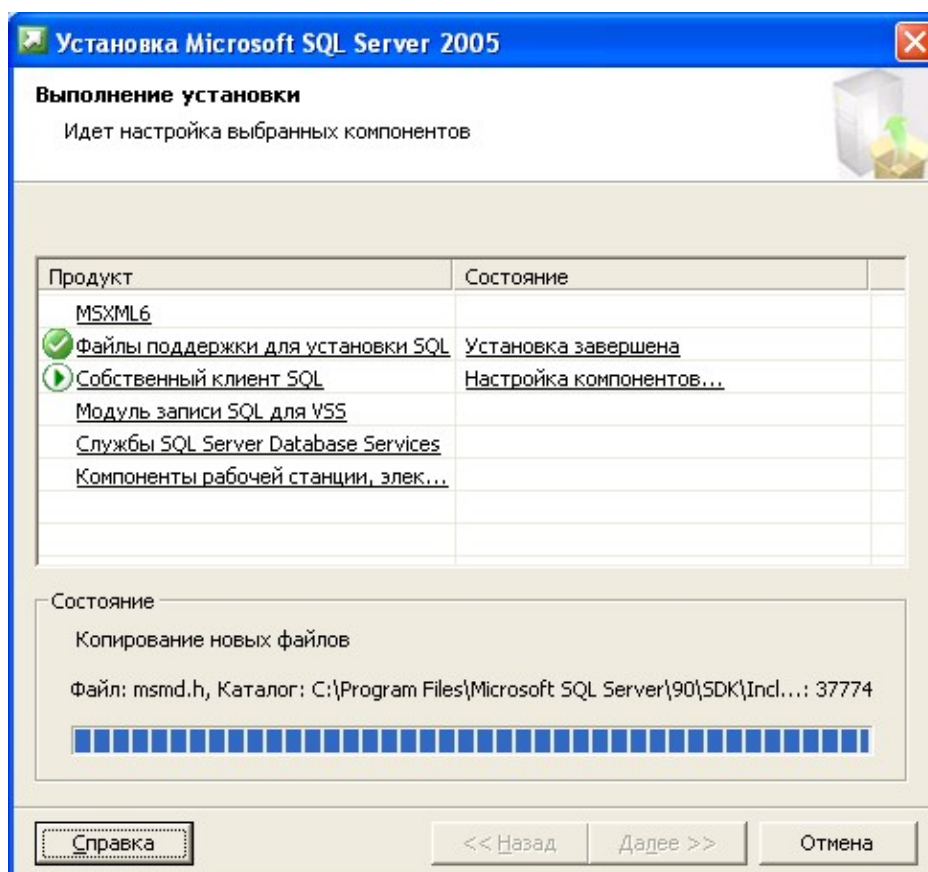 Установка Microsoft SQL Server 2005
Выполнение установки
Идет настройка выбранных компонентов
Продукт Состояние
MSXML6
Файлы поддержки для установки SQL Установка завершена
Собственный клиент SQL Настройка компонентов...
Модуль записи SQL для VSS
Службы SQL Server Database Services
Компоненты рабочей станции, элек...
Состояние
Копирование новых файлов
Файл: msmd.h, Каталог: C:\Program Files\Microsoft SQL Server\90\SDK\Incl...: 37774
Справка << Назад Далее >> Отмена